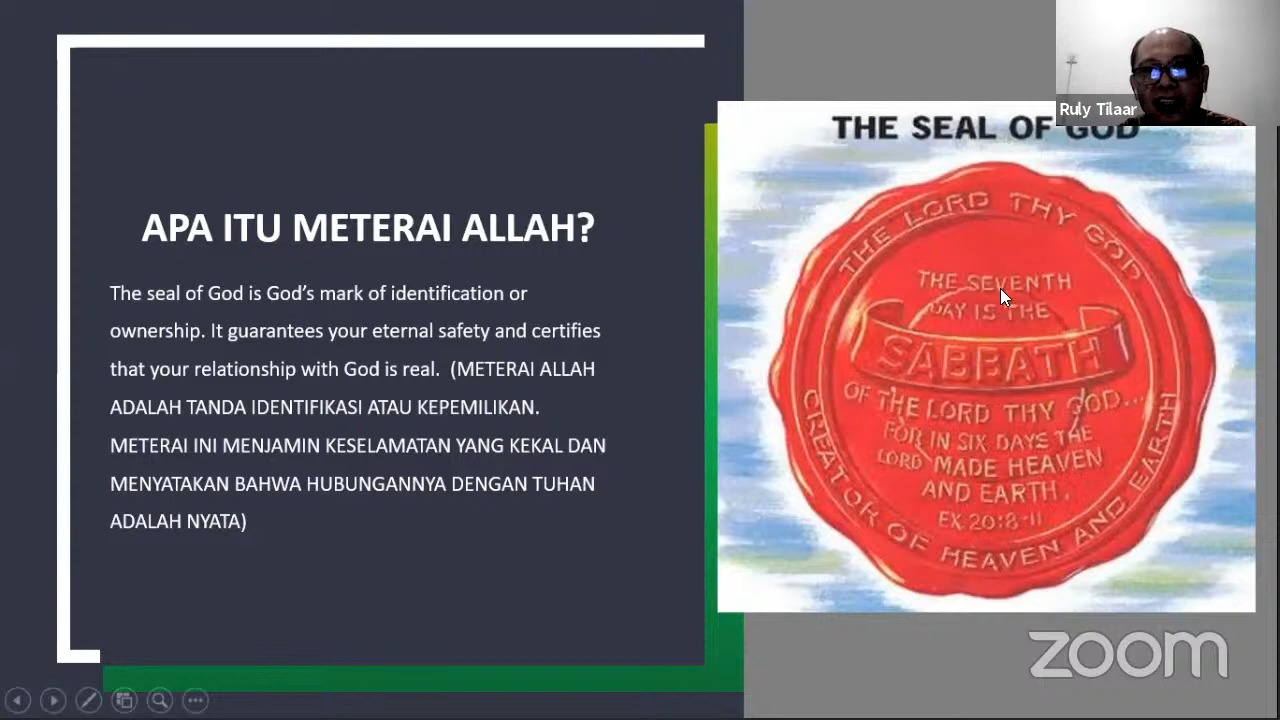 APA ITU METERAI ALLAH?
The seal of God is God's mark of identification or
ownership. It guarantees your eternal safety and certifies
that your relationship with God is real.  (METERAI ALLAH
ADALAH TANDA IDENTIFIKASI ATAU KEPEMILIKAN.
METERAI INI MENJAMIN KESELAMATAN YANG KEKAL DAN
MENYATAKAN BAHWA HUBUNGANNYA DENGAN TUHAN
ADALAH NYATA)
Ruly Tilaar
THE SEAL OF GOD
THE LORD THY GOD
THE SEVENTH
DAY IS THE
SABBATH
OF THE LORD THY GOD...
FOR IN SIX DAYS THE
LORD MADE HEAVEN
AND EARTH.
EX. 20:8-11
CREATOR OF HEAVEN AND EARTH
zoom